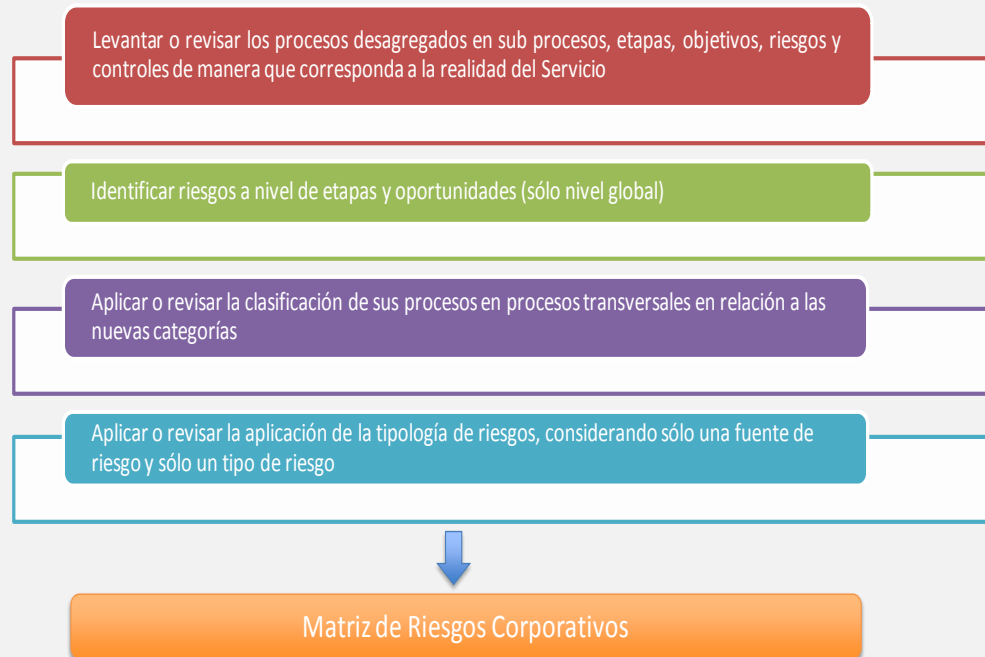 Levantar o revisar los procesos desagregados en sub procesos, etapas, objetivos, riesgos y
controles de manera que corresponda a la realidad del Servicio
Identificar riesgos a nivel de etapas y oportunidades (sólo nivel global)
Aplicar o revisar la clasificación de sus procesos en procesos transversales en relación a las
nuevas categorías
Aplicar o revisar la aplicación de la tipología de riesgos, considerando sólo una fuente de
riesgo y sólo un tipo de riesgo
Matriz de Riesgos Corporativos